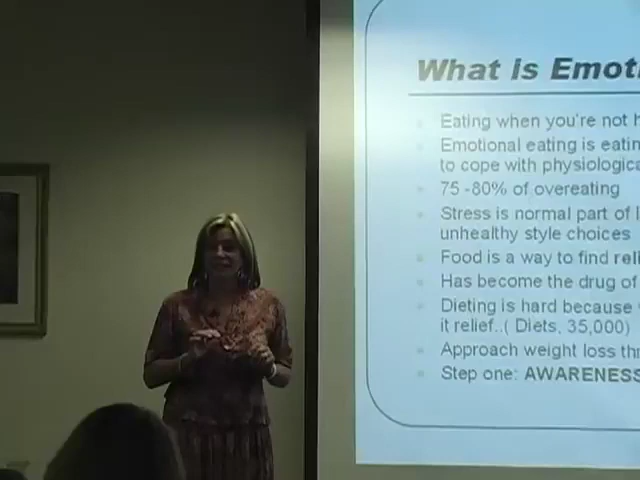 What is Emoti
Eating when you're not h
Emotional eating is eatin
to cope with physiologica
75 -80% of overeating
Stress is normal part of l
unhealthy style choices
Food is a way to find reli
Has become the drug of
Dieting is hard because
it relief..( Diets, 35,000)
Approach weight loss thr
Step one: AWARENESS